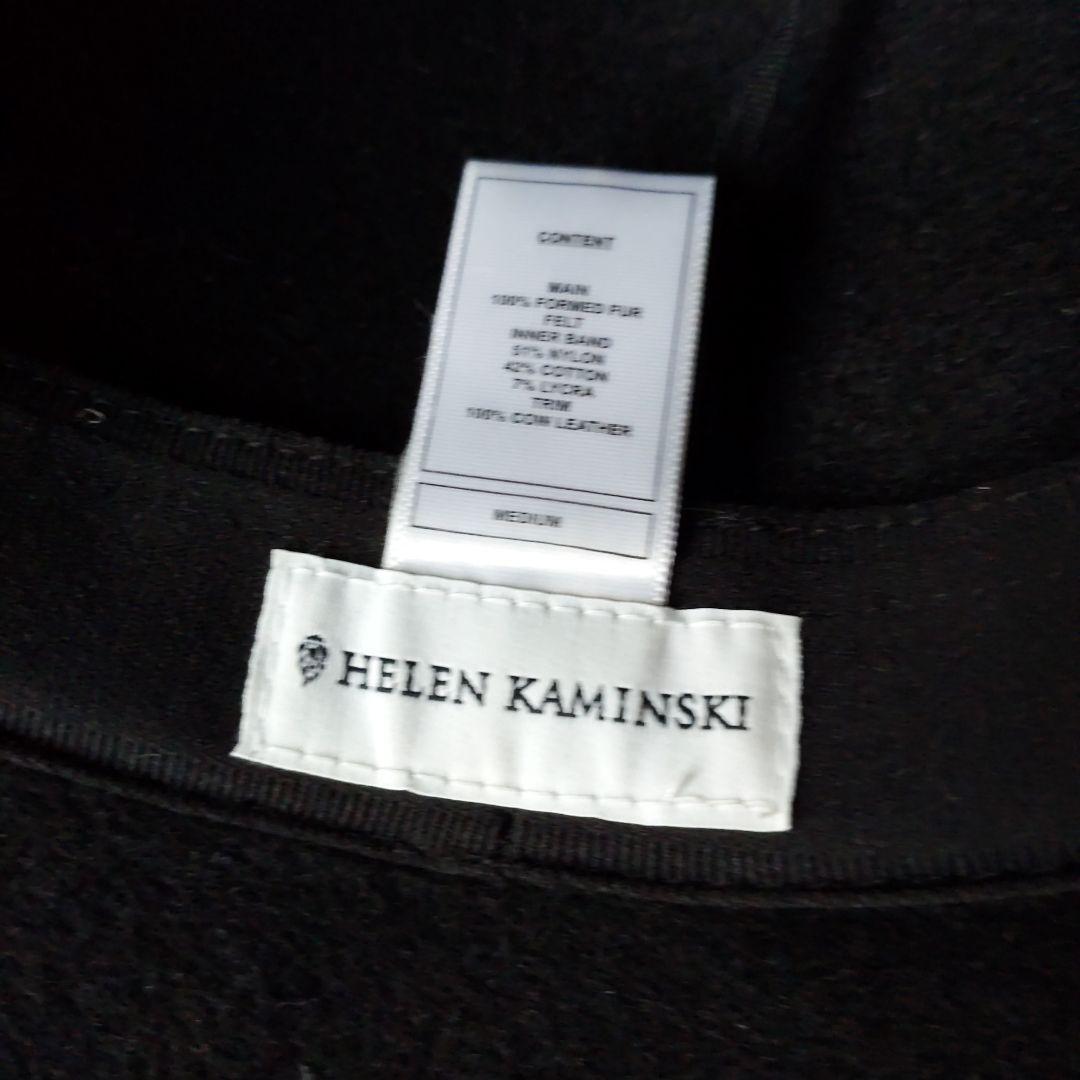 CONTENT
MAIN
100% FORMED FUR
FELT
INNER BAND
51% NYLON
42% COTTON
7% LYCRA
TRIM
100% COW LEATHER
MEDIUM
HELEN KAMINSKI